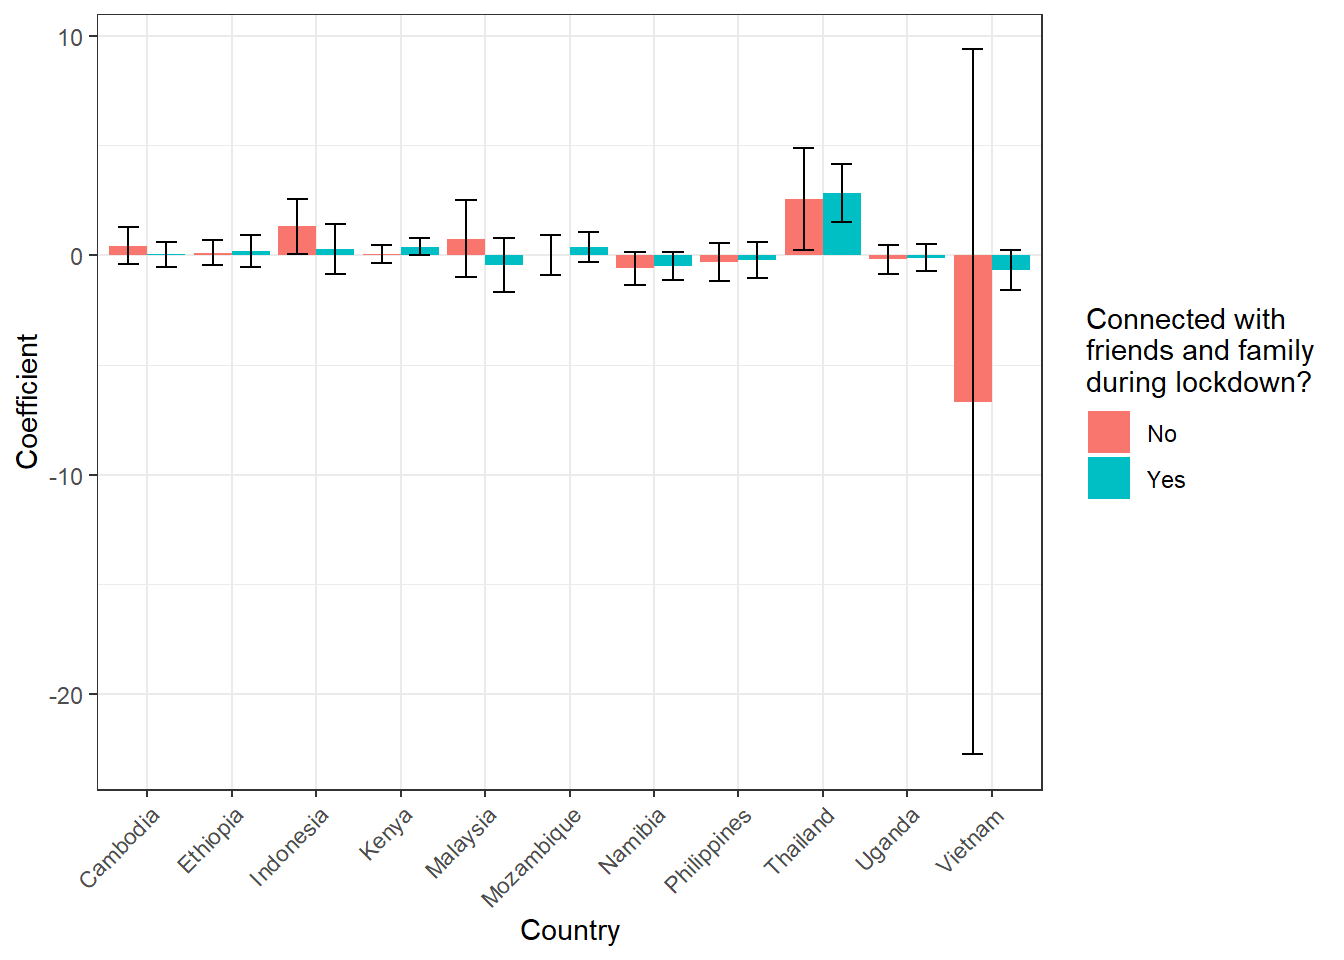 10
0
-10
-20
Coefficient
Cambodia
Ethiopia
Indonesia
Kenya
Malaysia
Mozambique
Namibia
Philippines
Thailand
Uganda
Vietnam
Country
Connected with
friends and family
during lockdown?
No
Yes